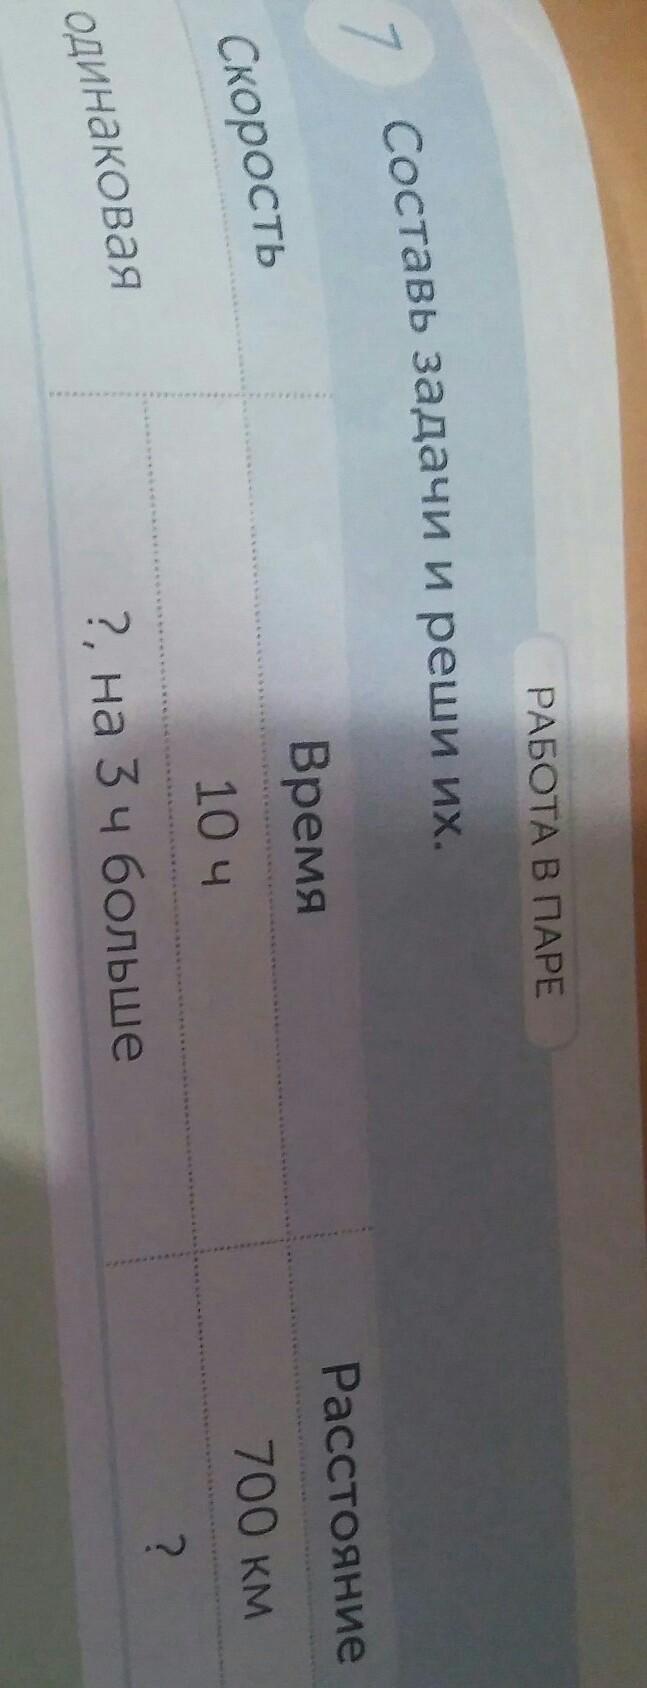 РАБОТА В ПАРЕ
7 Составь задачи и реши их.
Скорость Время Расстояние
одинаковая 10 ч 700 км
?, на 3 ч больше ?